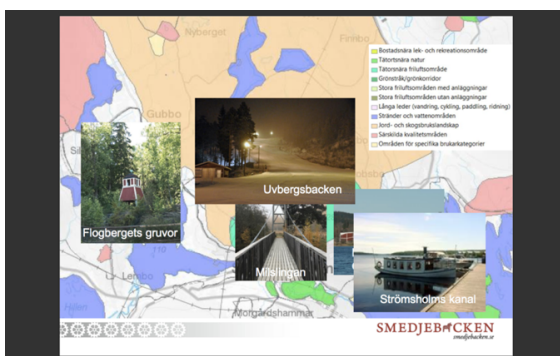 Nyberget
Finnbo
Gubbo
Bostadsnära lek- och rekreationsområde
Tätortsnära natur
Tätortsnära friluftsområde
Grönstråk/grönkorridor
Stora friluftsområden med anläggningar
Stora friluftsområden utan anläggningar
Långa leder (vandring, cykling, paddling, ridning)
Stränder och vattenområden
Jord- och skogsbrukslandskap
Särskilda kvalitetsområden
Områden för specifika brukarkategorier
Uvbergsbacken
Flogbergets gruvor
Milslingan
Strömsholms kanal
Morgårdshammar
SMEDJEBACKEN
smedjebacken.se